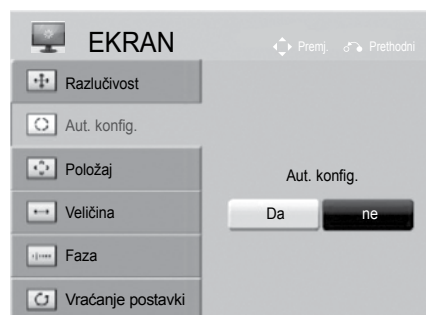 EKRAN
Premj. Prethodni
Razlučivost
Aut. konfig.
Položaj
Veličina
Faza
Vraćanje postavki
Aut. konfig.
Da ne